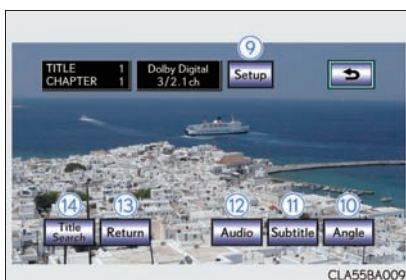 ⑨
TITLE 1
CHAPTER 1
Dolby Digital
3/2.1ch
Setup
⑭ ⑬ ⑫ ⑪ ⑩
Title
Search
Return
Audio
Subtitle
Angle
CLA55BA009